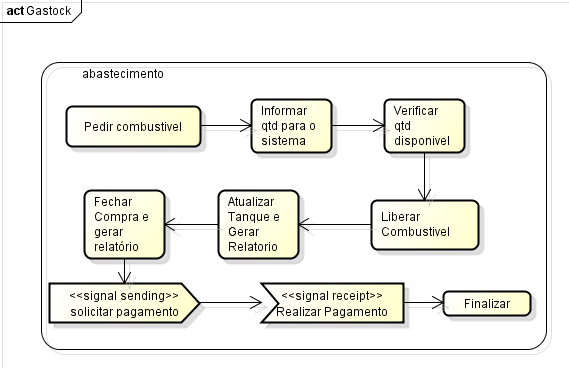 act Gastock
abastecimento
Pedir combustivel
Informar
qtd para o
sistema
Verificar
qtd
disponivel
Liberar
Combustivel
Atualizar
Tanque e
Gerar
Relatorio
Fechar
Compra e
gerar
relatório
<<signal sending>>
solicitar pagamento
<<signal receipt>>
Realizar Pagamento
Finalizar